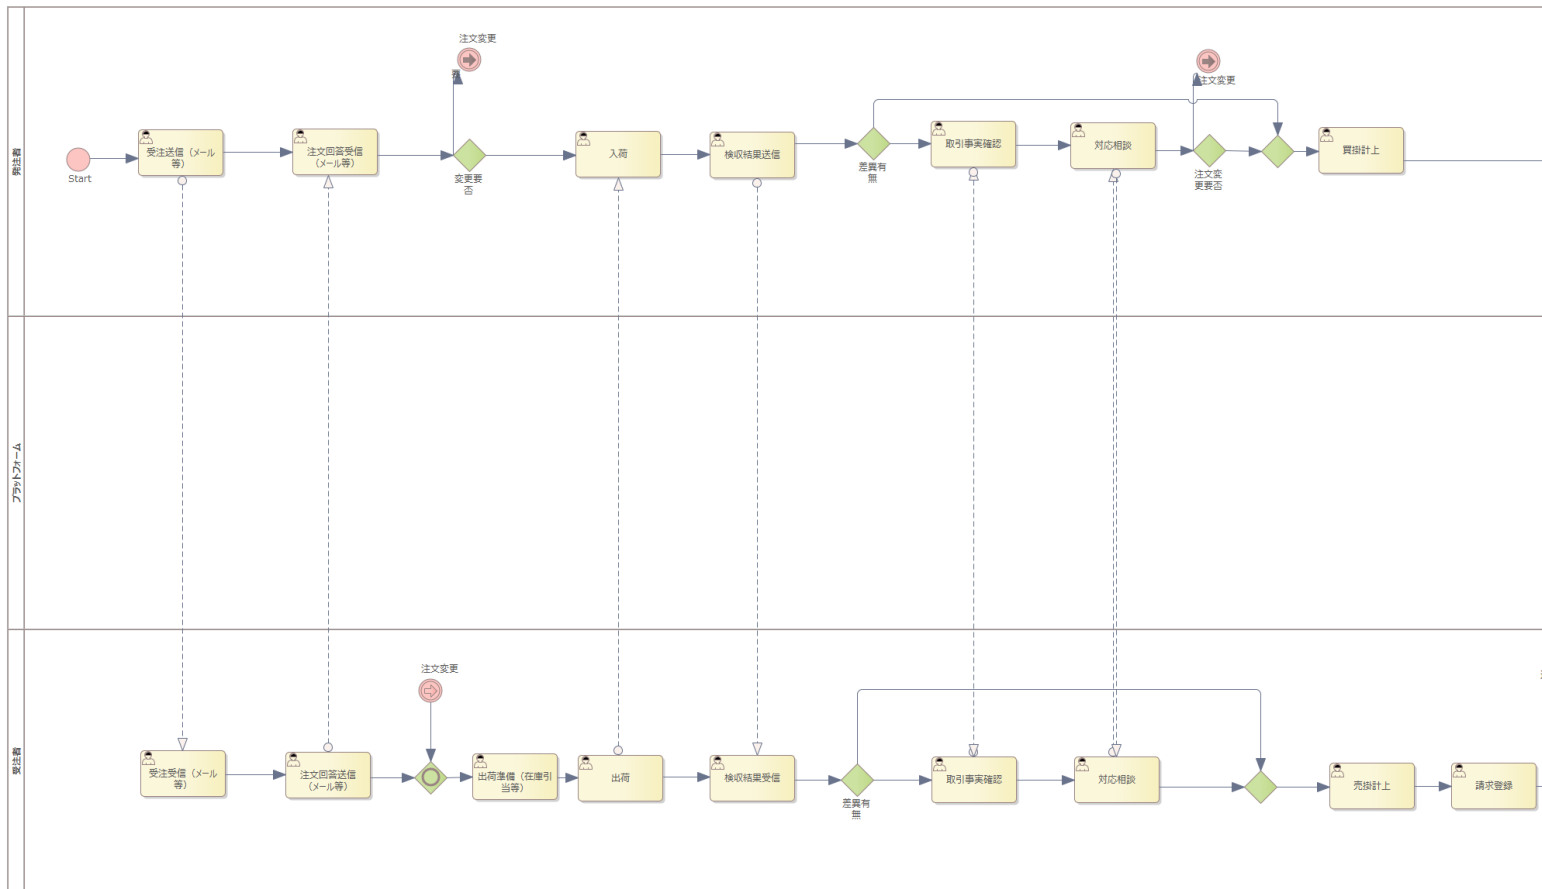 発注者
注文変更
Start
受注送信（メール
等）
注文回答受信
（メール等）
変更要
否
入荷
検収結果送信
差異有
無
取引事実確認
対応相談
注文変更
注文変
更要否
買掛計上
プラットフォーム
受注者
受注受信（メール
等）
注文回答送信
（メール等）
注文変更
出荷準備（在庫引
当等）
出荷
検収結果受信
差異有
無
取引事実確認
対応相談
売掛計上
請求登録